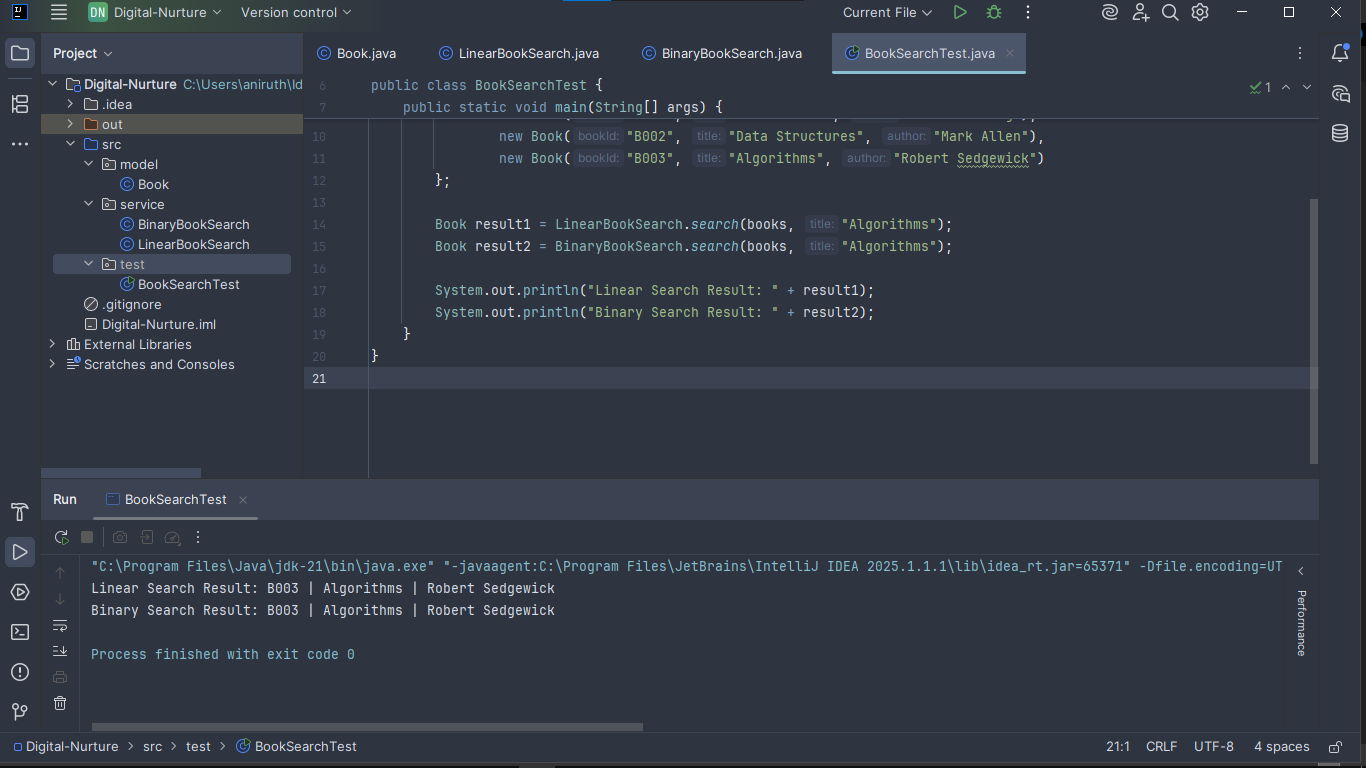 DN Digital-Nurture Version control Current File
Project
Book.java LinearBookSearch.java BinaryBookSearch.java BookSearchTest.java
Digital-Nurture C:\Users\aniruth\Id
.idea
out
src
model
Book
service
BinaryBookSearch
LinearBookSearch
test
BookSearchTest
.gitignore
Digital-Nurture.iml
External Libraries
Scratches and Consoles
6 public class BookSearchTest {
1
7 public static void main(String[] args) {
10 new Book( bookId: "B002", title: "Data Structures", author: "Mark Allen"),
11 new Book( bookId: "B003", title: "Algorithms", author: "Robert Sedgewick")
12 };
13
14 Book result1 = LinearBookSearch.search(books, title: "Algorithms");
15 Book result2 = BinaryBookSearch.search(books, title: "Algorithms");
16
17 System.out.println("Linear Search Result: " + result1);
18 System.out.println("Binary Search Result: " + result2);
19 }
20 }
21
Run BookSearchTest
"C:\Program Files\Java\jdk-21\bin\java.exe" "-javaagent:C:\Program Files\JetBrains\IntelliJ IDEA 2025.1.1.1\lib\idea_rt.jar=65371" -Dfile.encoding=UT
Linear Search Result: B003 | Algorithms | Robert Sedgewick
Binary Search Result: B003 | Algorithms | Robert Sedgewick
Process finished with exit code 0
Performance
Digital-Nurture > src > test > BookSearchTest
21:1 CRLF UTF-8 4 spaces